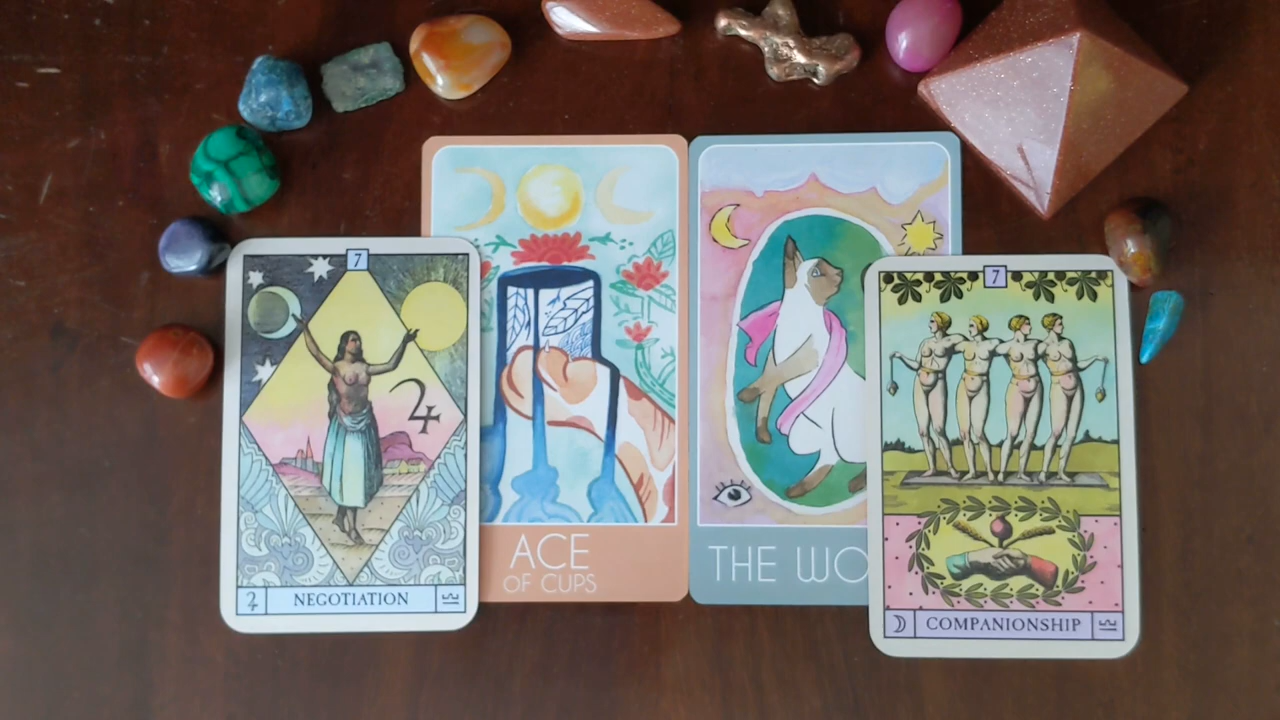 7
NEGOTIATION
ACE
OF CUPS
THE WO
7
COMPANIONSHIP